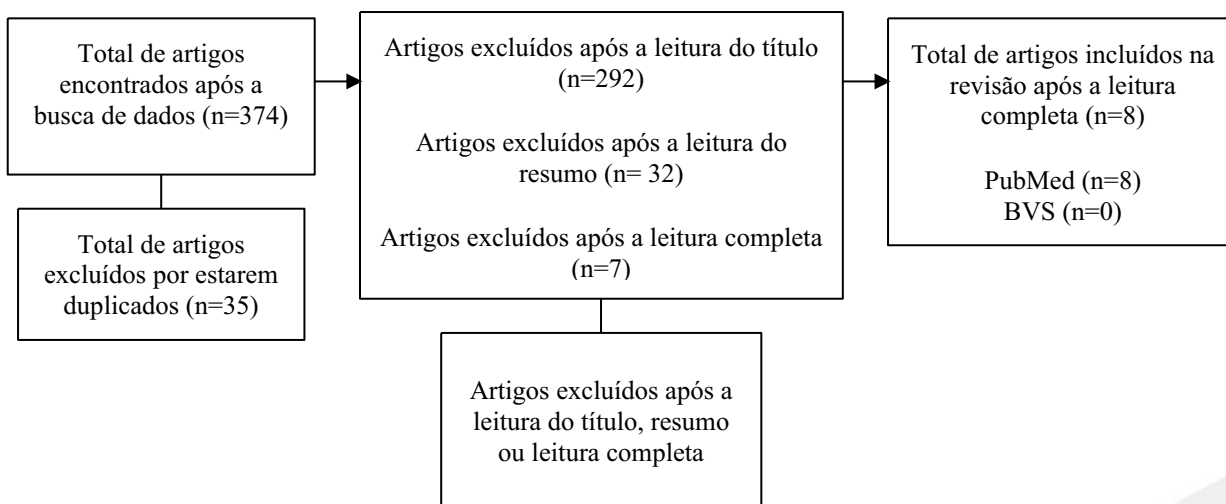 Total de artigos
encontrados após a
busca de dados (n=374)
Total de artigos
excluídos por estarem
duplicados (n=35)
Artigos excluídos após a leitura do título
(n=292)
Artigos excluídos após a leitura do
resumo (n= 32)
Artigos excluídos após a leitura completa
(n=7)
Artigos excluídos após a
leitura do título, resumo
ou leitura completa
Total de artigos incluídos na
revisão após a leitura
completa (n=8)
PubMed (n=8)
BVS (n=0)